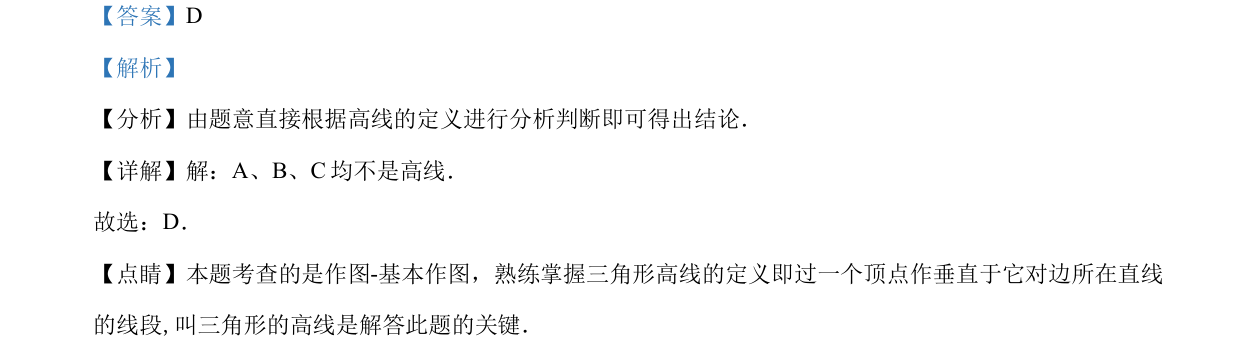 【答案】D
【解析】
【分析】由题意直接根据高线的定义进行分析判断即可得出结论．
【详解】解：A、B、C 均不是高线．
故选：D．
【点睛】本题考查的是作图-基本作图，熟练掌握三角形高线的定义即过一个顶点作垂直于它对边所在直线
的线段, 叫三角形的高线是解答此题的关键．